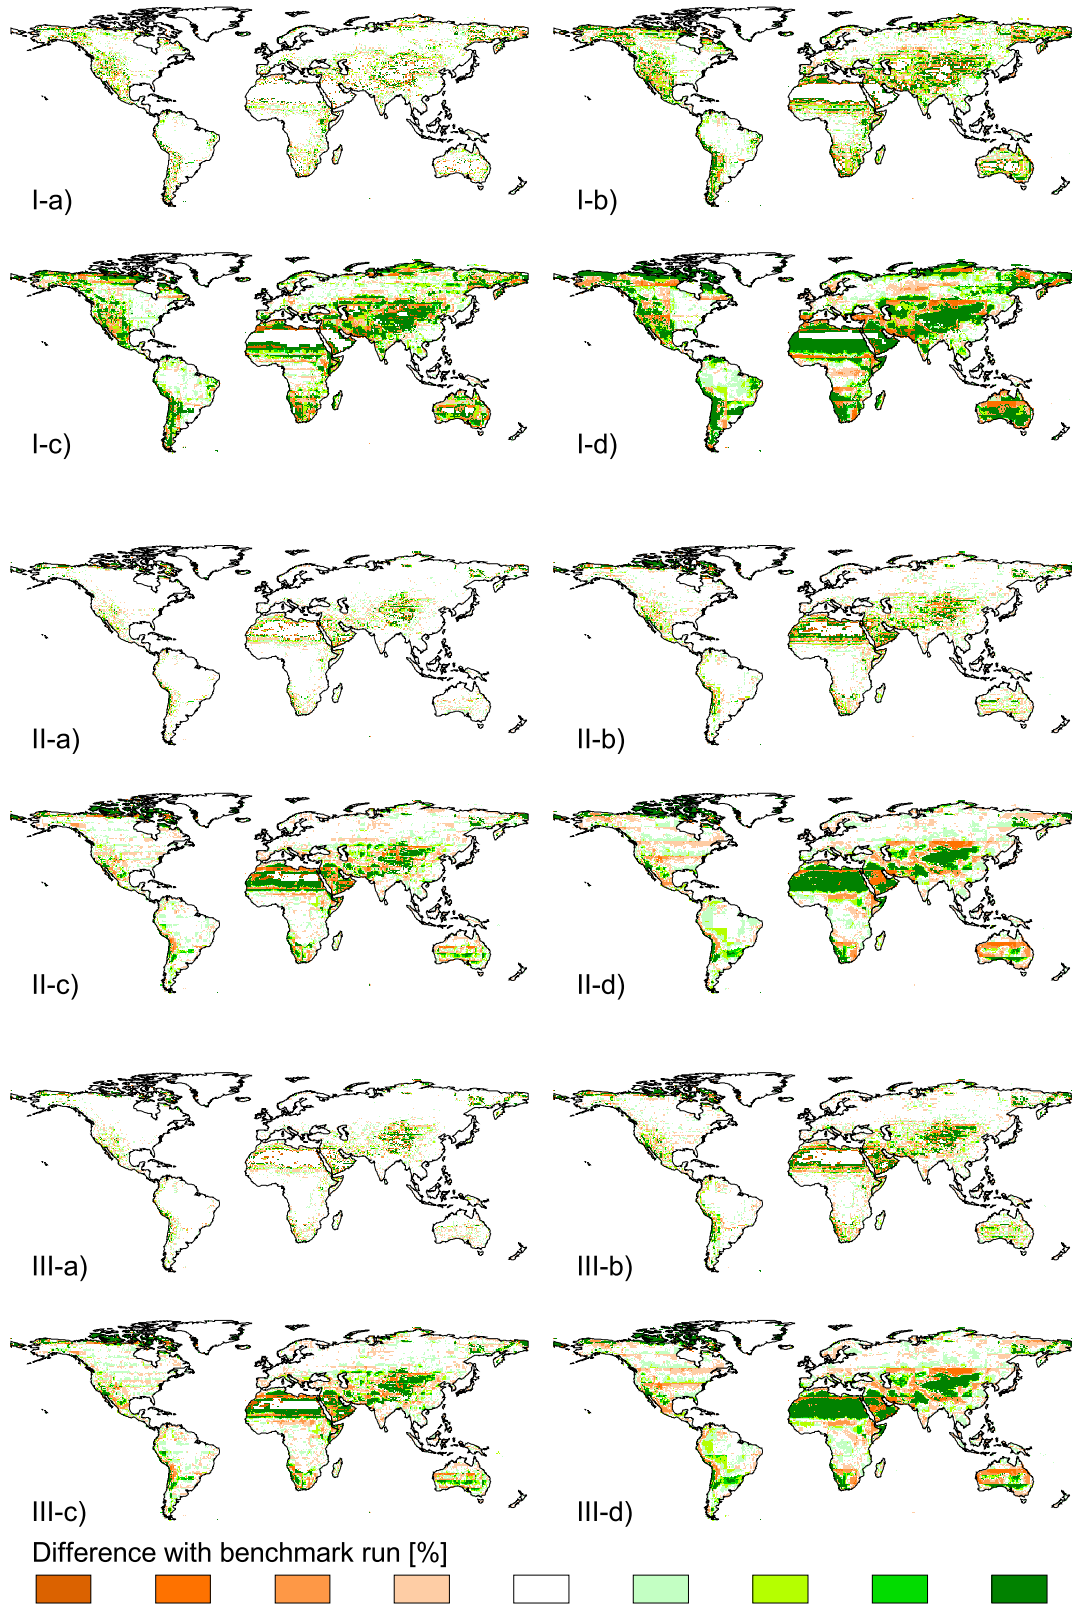 I-a)
I-b)
I-c)
I-d)
II-a)
II-b)
II-c)
II-d)
III-a)
III-b)
III-c)
III-d)
Difference with benchmark run [%]